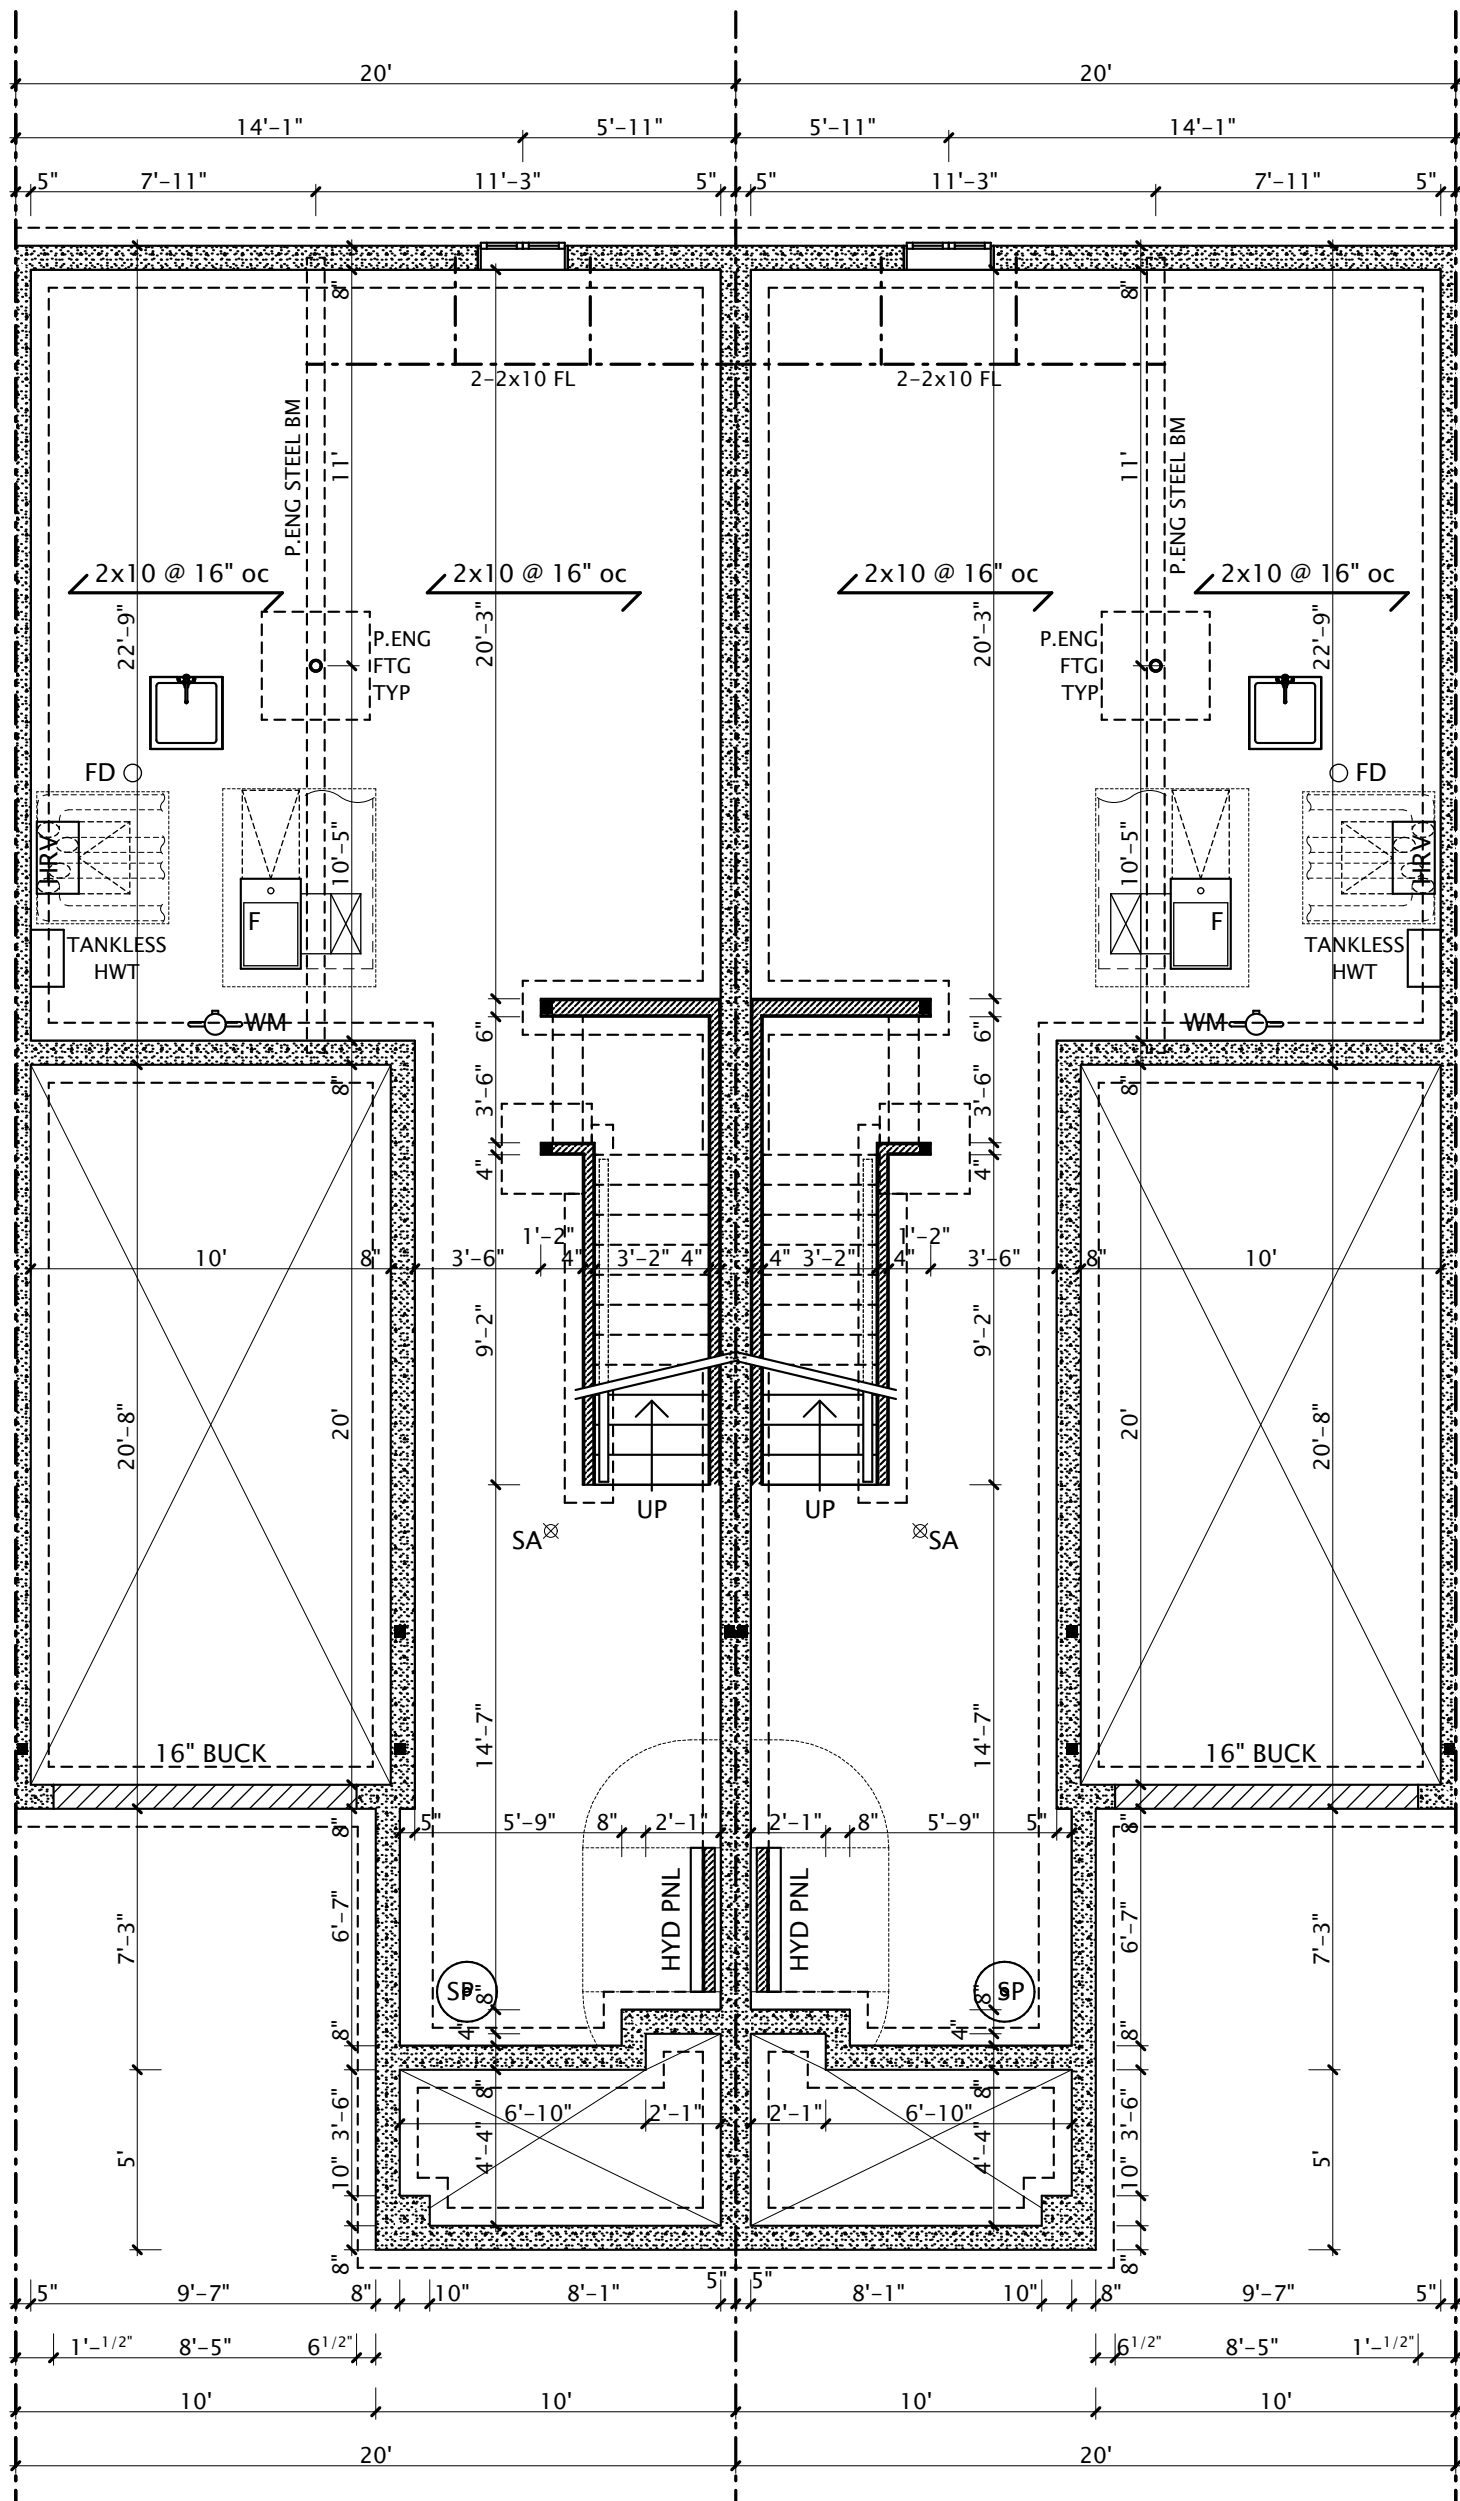 20' 20'
14'-1" 5'-11" 5'-11" 14'-1"
5" 7'-11" 11'-3" 5" 5" 11'-3" 7'-11" 5"
8" 8"
2-2x10 FL 2-2x10 FL
P.ENG STEEL BM 11' 11' P.ENG STEEL BM
2x10 @ 16" oc 2x10 @ 16" oc 2x10 @ 16" oc 2x10 @ 16" oc
22'-9" 20'-3" 20'-3" 22'-9"
P.ENG P.ENG
FTG FTG
TYP TYP
FD FD
HRV 10'-5" 10'-5" HRV
F F
TANKLESS TANKLESS
HWT HWT
WM WM
6" 6"
8" 3'-6" 3'-6" 8"
4" 4"
1'-2" 1'-2"
10' 8" 3'-6" 4" 3'-2" 4" 4" 3'-2" 4" 3'-6" 8" 10'
9'-2" 9'-2"
20'-8" 20' 20' 20'-8"
UP UP
SA SA
14'-7" 14'-7"
16" BUCK 16" BUCK
8" 5" 5'-9" 8" 2'-1" 2'-1" 8" 5'-9" 5" 8"
7'-3" 6'-7" HYD PNL HYD PNL 6'-7" 7'-3"
SP 8" 8" SP
8" 4" 4" 8"
8" 8"
3'-6" 6'-10" 2'-1" 2'-1" 6'-10" 3'-6"
5' 4'-4" 4'-4" 5'
10" 10"
8" 8"
5" 9'-7" 8" 10" 8'-1" 5" 5" 8'-1" 10" 8" 9'-7" 5"
1'-1/2" 8'-5" 6 1/2" 6 1/2" 8'-5" 1'-1/2"
10' 10' 10' 10'
20' 20'